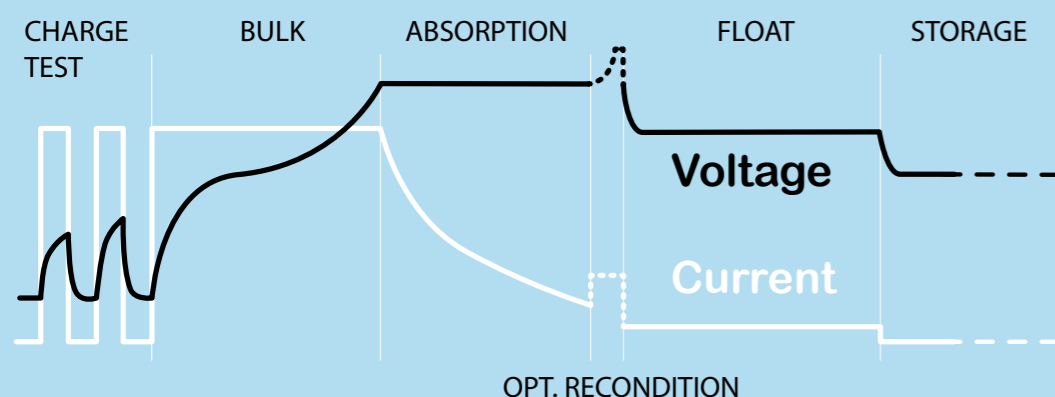 CHARGE
TEST
BULK
ABSORPTION
FLOAT
STORAGE
Voltage
Current
OPT. RECONDITION